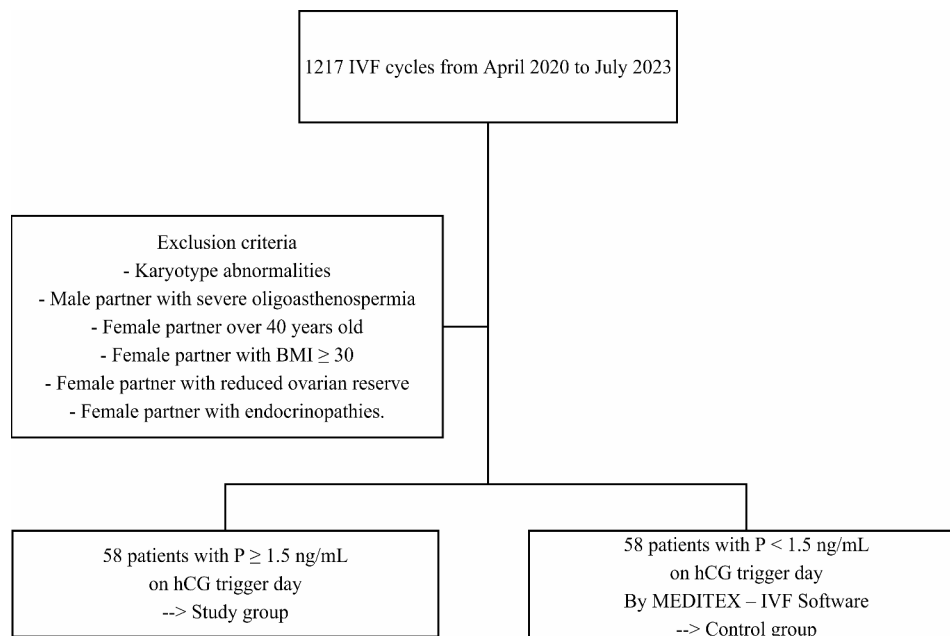 1217 IVF cycles from April 2020 to July 2023
Exclusion criteria
- Karyotype abnormalities
- Male partner with severe oligoasthenospermia
- Female partner over 40 years old
- Female partner with BMI ≥ 30
- Female partner with reduced ovarian reserve
- Female partner with endocrinopathies.
58 patients with P ≥ 1.5 ng/mL
on hCG trigger day
--> Study group
58 patients with P < 1.5 ng/mL
on hCG trigger day
By MEDITEX – IVF Software
--> Control group